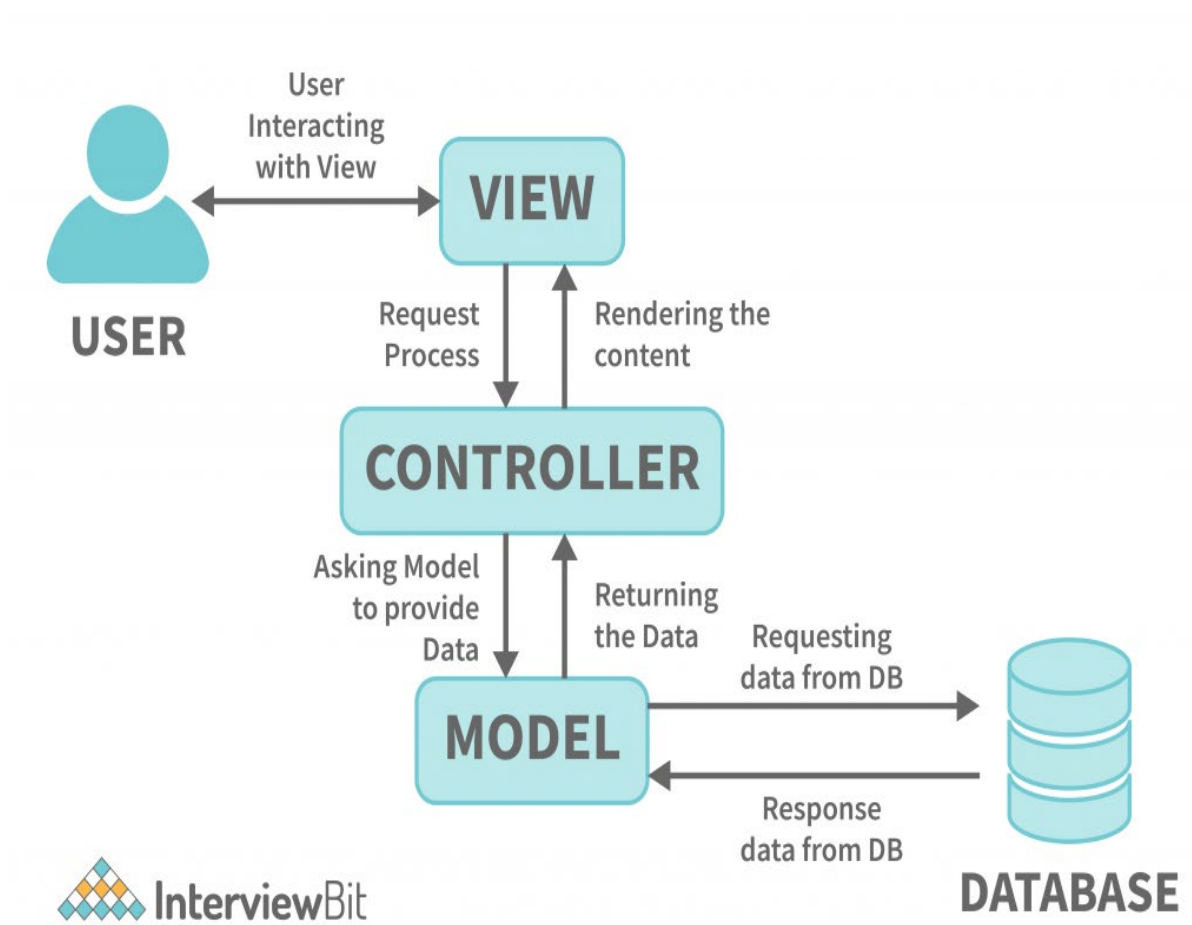 User
Interacting
with View
VIEW
USER
Request
Process
Rendering the
content
CONTROLLER
Asking Model
to provide
Data
Returning
the Data
Requesting
data from DB
MODEL
Response
data from DB
DATABASE
InterviewBit